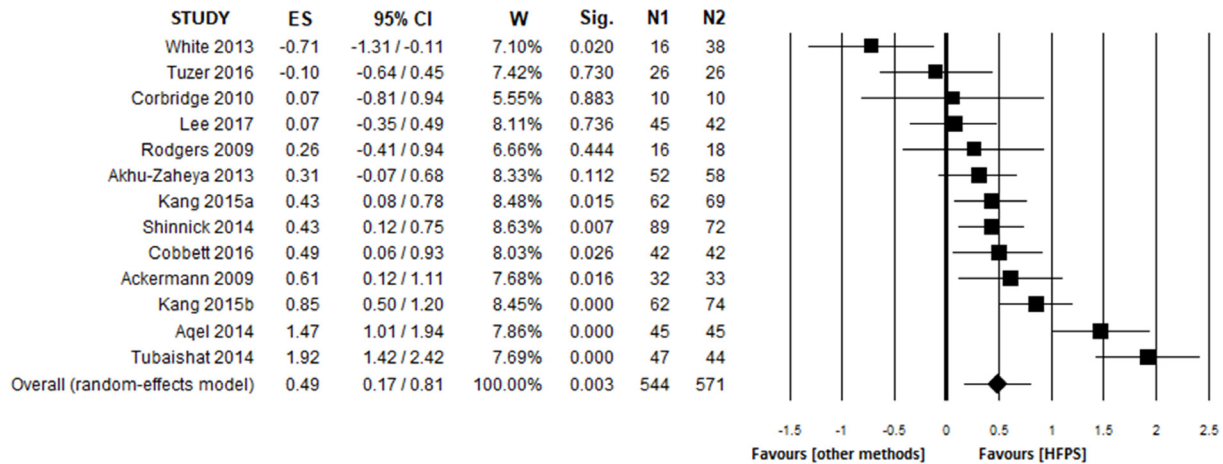 STUDY ES 95% CI W Sig. N1 N2
White 2013 -0.71 -1.31 / -0.11 7.10% 0.020 16 38
Tuzer 2016 -0.10 -0.64 / 0.45 7.42% 0.730 26 26
Corbridge 2010 0.07 -0.81 / 0.94 5.55% 0.883 10 10
Lee 2017 0.07 -0.35 / 0.49 8.11% 0.736 45 42
Rodgers 2009 0.26 -0.41 / 0.94 6.66% 0.444 16 18
Akhu-Zaheya 2013 0.31 -0.07 / 0.68 8.33% 0.112 52 58
Kang 2015a 0.43 0.08 / 0.78 8.48% 0.015 62 69
Shinnick 2014 0.43 0.12 / 0.75 8.63% 0.007 89 72
Cobbett 2016 0.49 0.06 / 0.93 8.03% 0.026 42 42
Ackermann 2009 0.61 0.12 / 1.11 7.68% 0.016 32 33
Kang 2015b 0.85 0.50 / 1.20 8.45% 0.000 62 74
Aqel 2014 1.47 1.01 / 1.94 7.86% 0.000 45 45
Tubaishat 2014 1.92 1.42 / 2.42 7.69% 0.000 47 44
Overall (random-effects model) 0.49 0.17 / 0.81 100.00% 0.003 544 571
-1.5 -1 -0.5 0 0.5 1 1.5 2 2.5
Favours [other methods] Favours [HFPS]